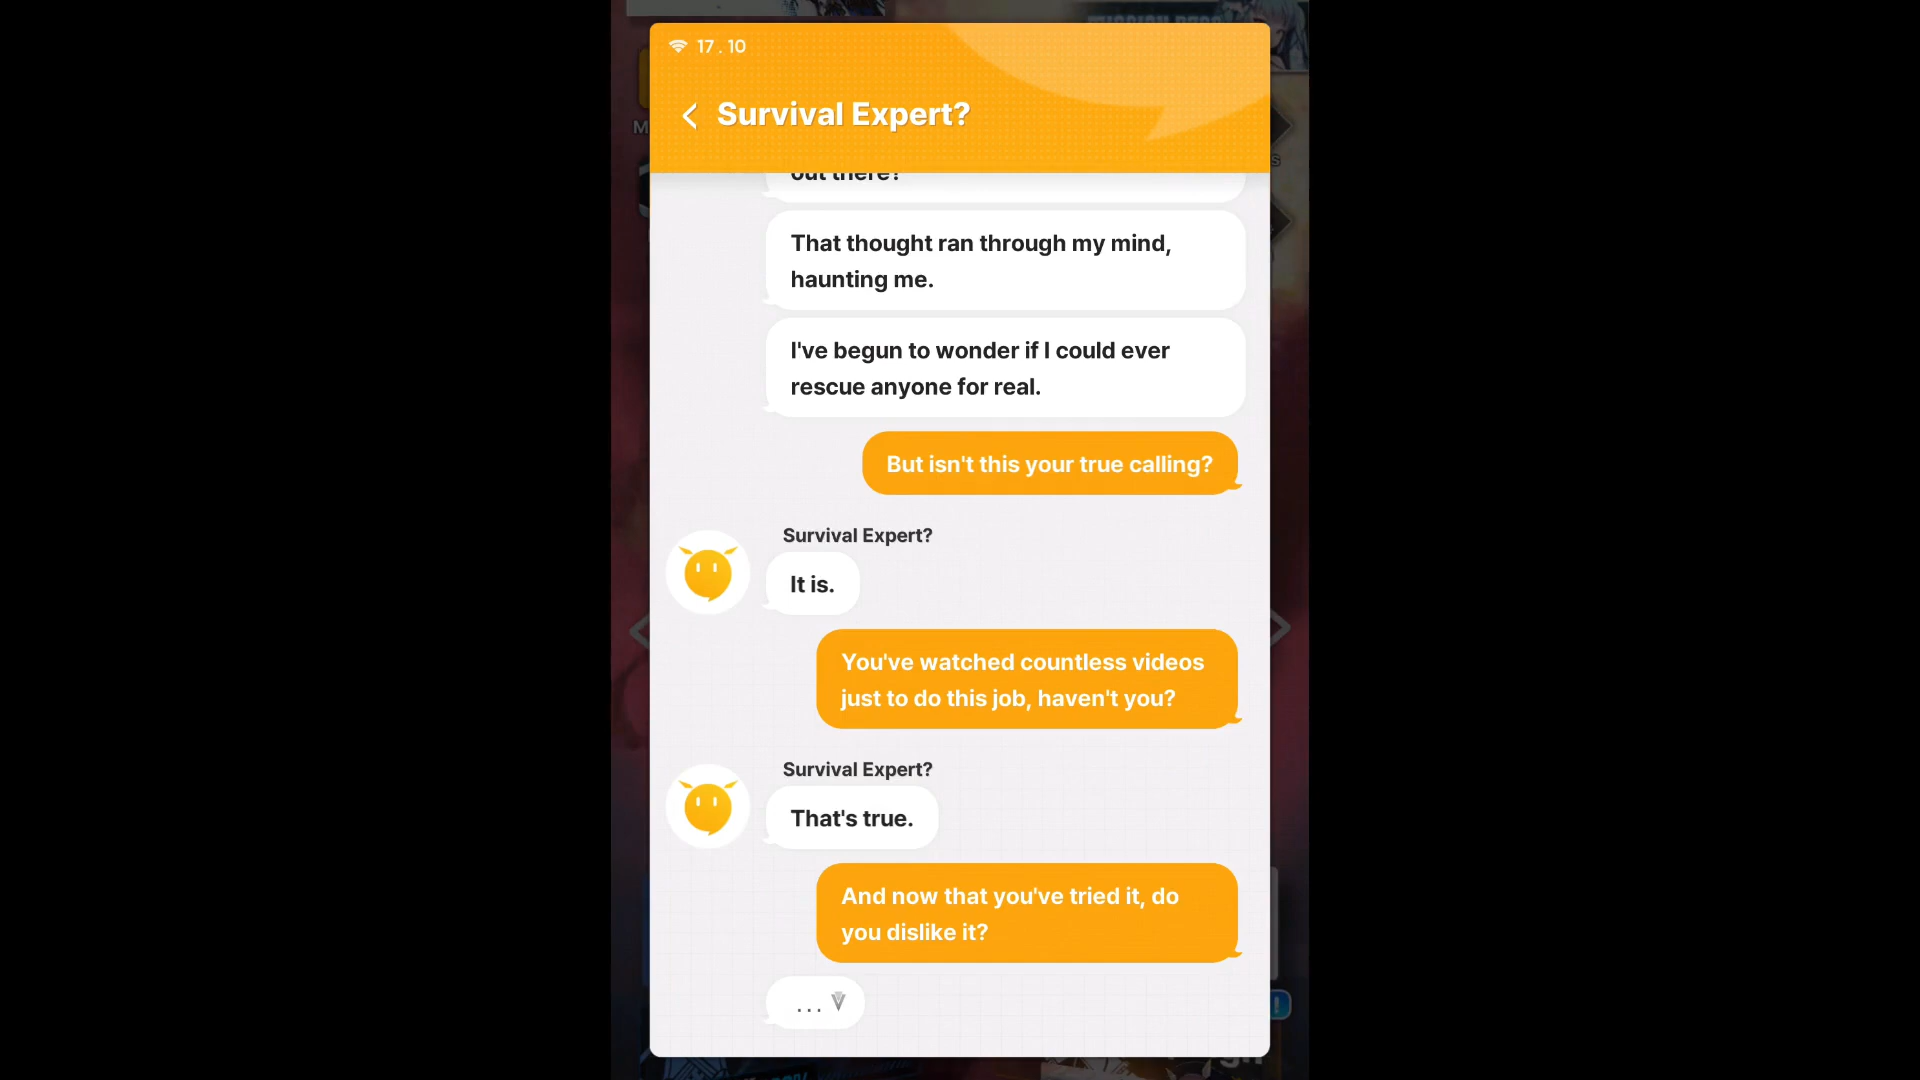 17 . 10
Survival Expert?
out there?
That thought ran through my mind,
haunting me.
I've begun to wonder if I could ever
rescue anyone for real.
But isn't this your true calling?
Survival Expert?
It is.
You've watched countless videos
just to do this job, haven't you?
Survival Expert?
That's true.
And now that you've tried it, do
you dislike it?
...